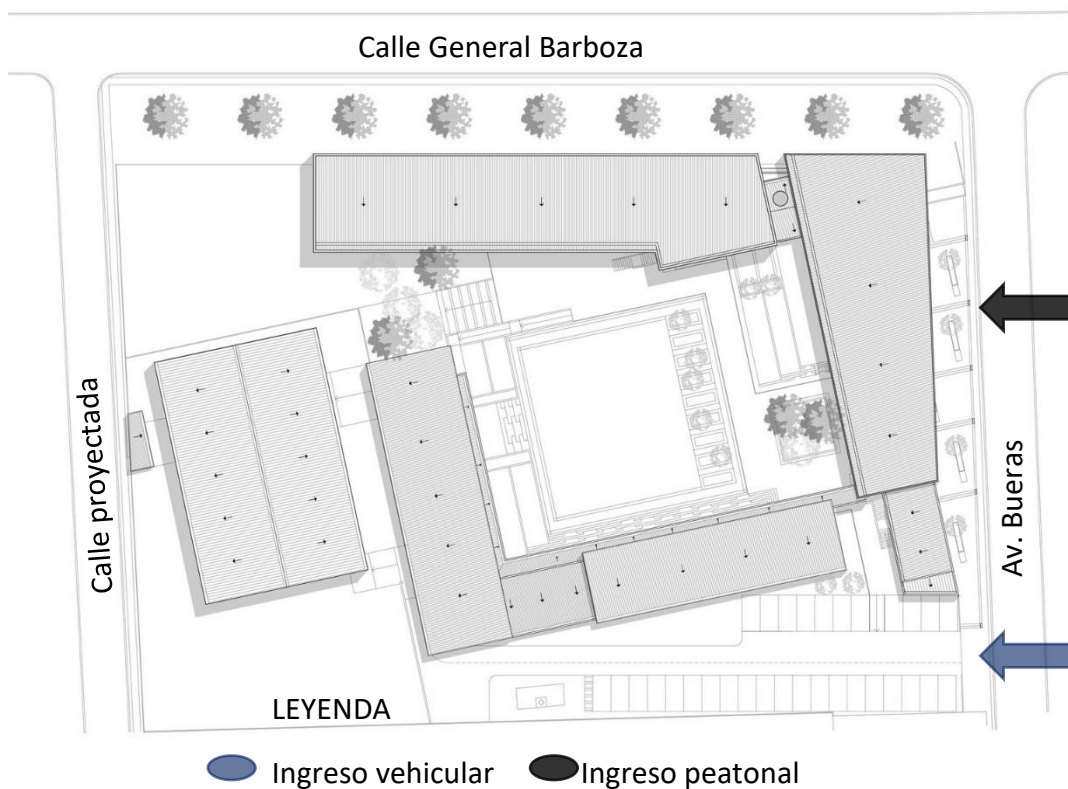 Calle General Barboza
Calle proyectada
Av. Bueras
LEYENDA
Ingreso vehicular
Ingreso peatonal